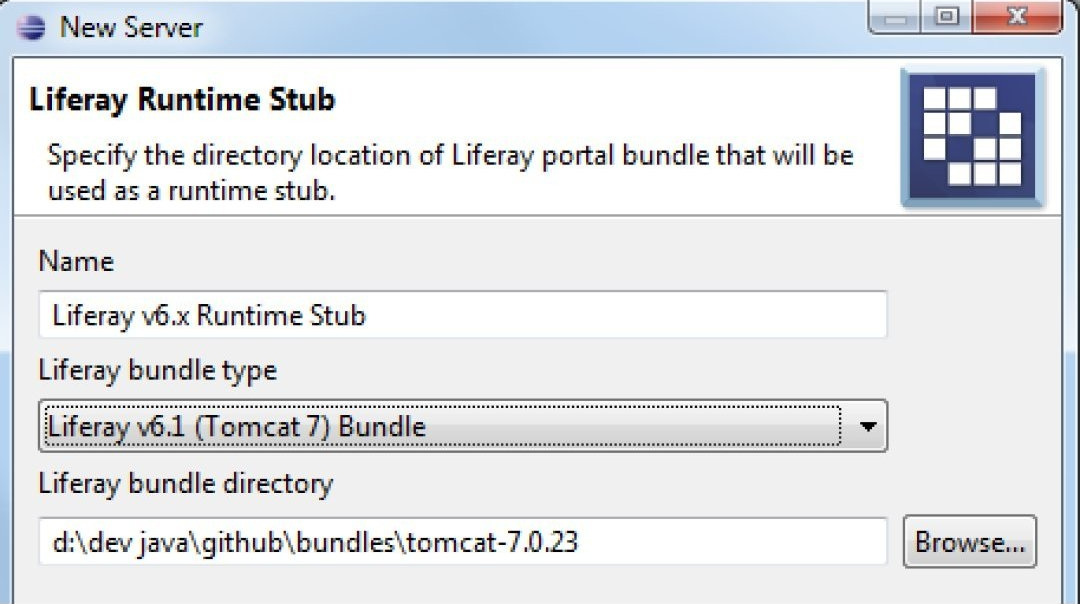 New Server
Liferay Runtime Stub
Specify the directory location of Liferay portal bundle that will be
used as a runtime stub.
Name
Liferay v6.x Runtime Stub
Liferay bundle type
Liferay v6.1 (Tomcat 7) Bundle
Liferay bundle directory
d:\dev java\github\bundles\tomcat-7.0.23
Browse...